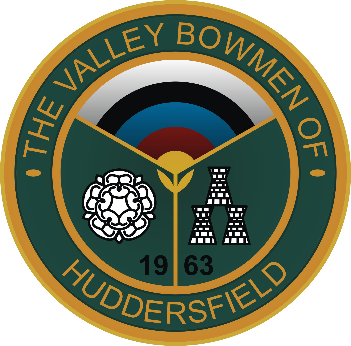 THE VALLEY BOWMEN OF
19 63
HUDDERSFIELD